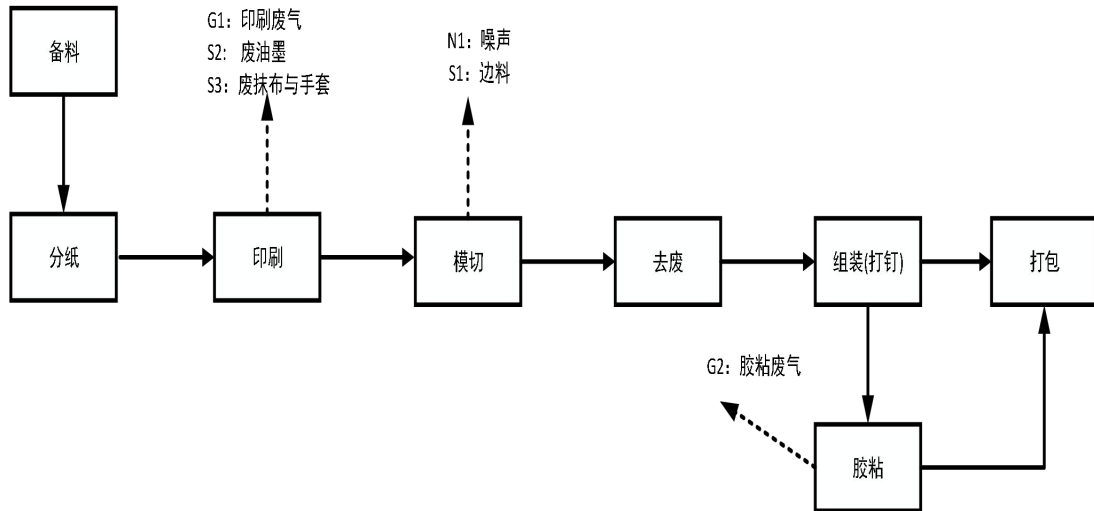 备料
G1: 印刷废气
S2: 废油墨
S3: 废抹布与手套
N1: 噪声
S1: 边料
分纸
印刷
模切
去废
组装(打钉)
打包
G2: 胶粘废气
胶粘